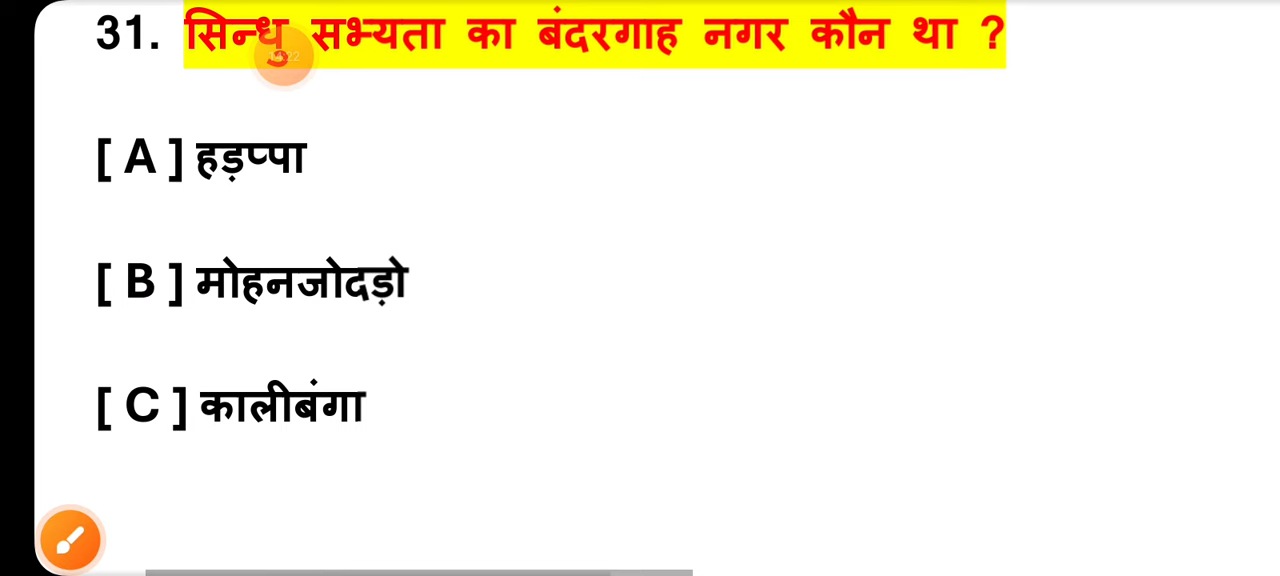 31. सिन्धु सभ्यता का बंदरगाह नगर कौन था ?
[ A ] हड़प्पा
[ B ] मोहनजोदड़ो
[ C ] कालीबंगा